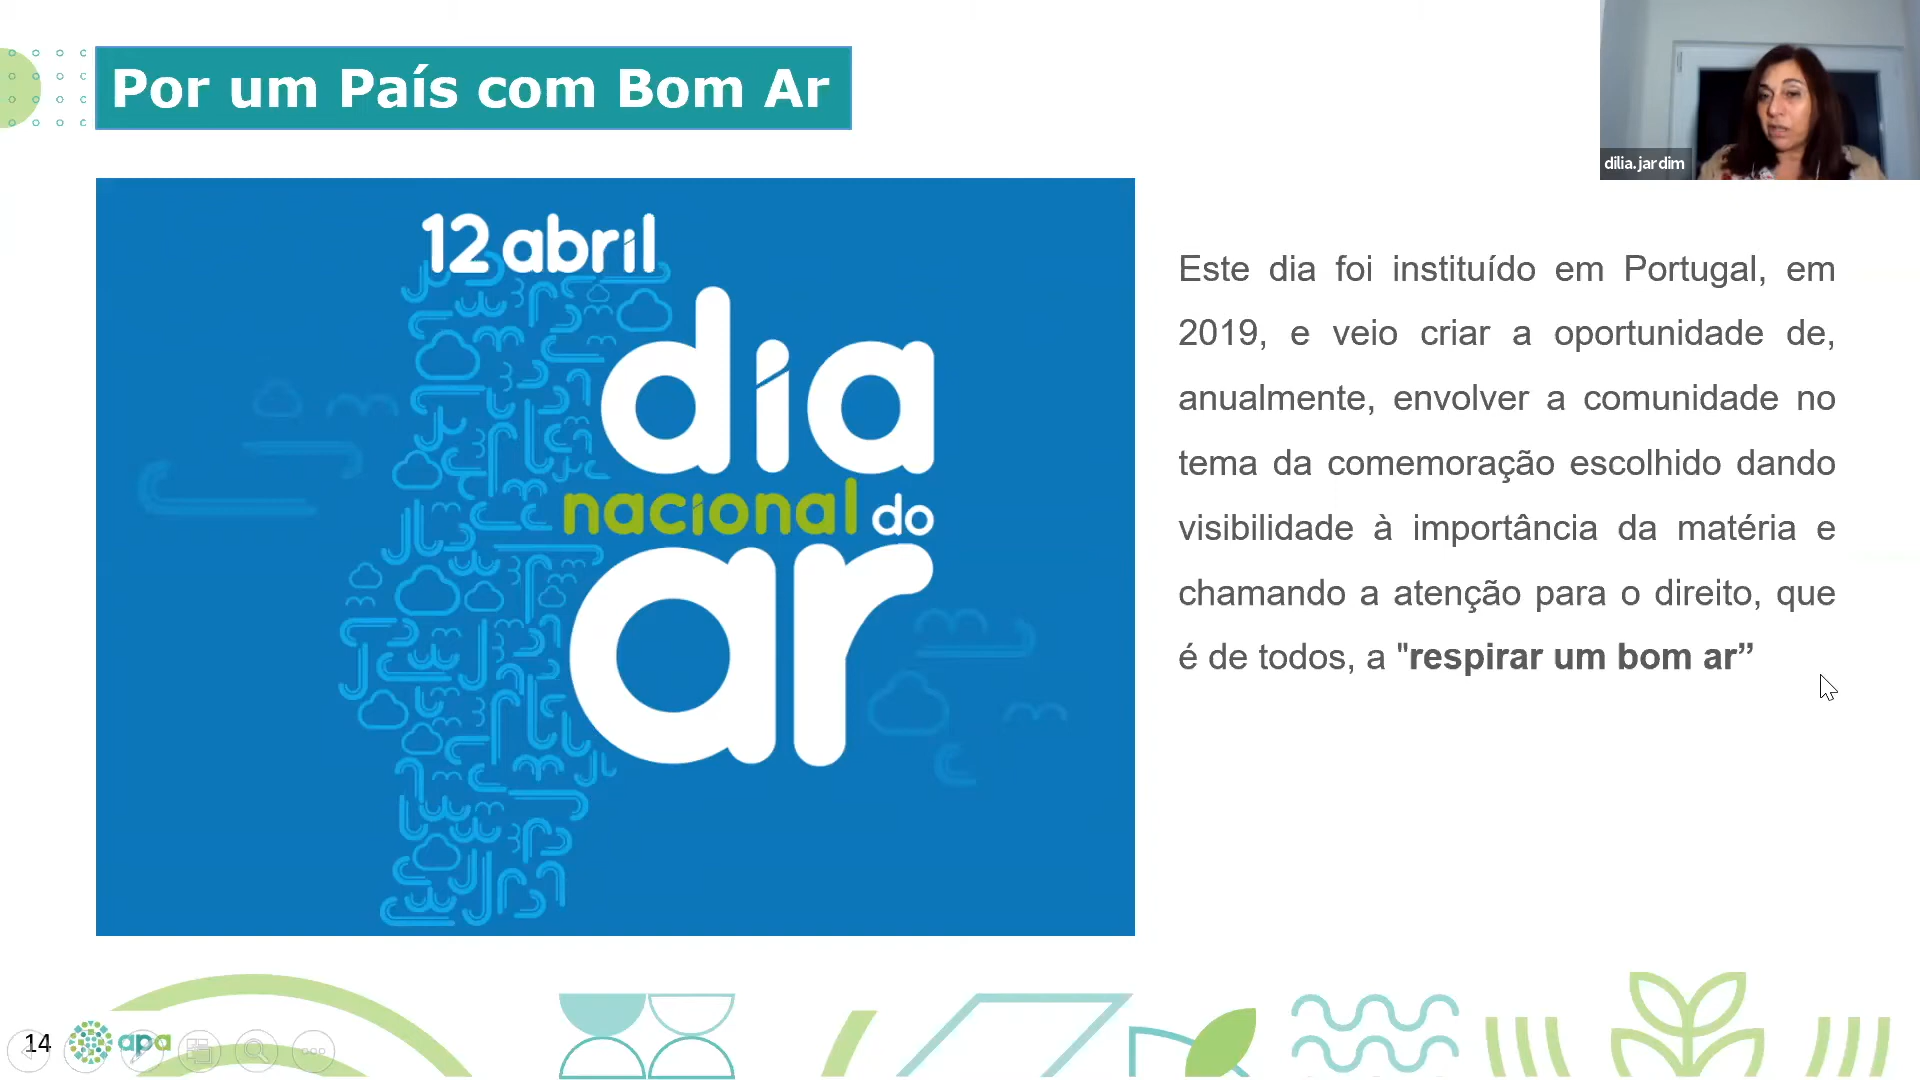 Por um País com Bom Ar
dilia.jardim
12 abril
dia
nacional do
ar
Este dia foi instituído em Portugal, em
2019, e veio criar a oportunidade de,
anualmente, envolver a comunidade no
tema da comemoração escolhido dando
visibilidade à importância da matéria e
chamando a atenção para o direito, que
é de todos, a "respirar um bom ar”
14
apa